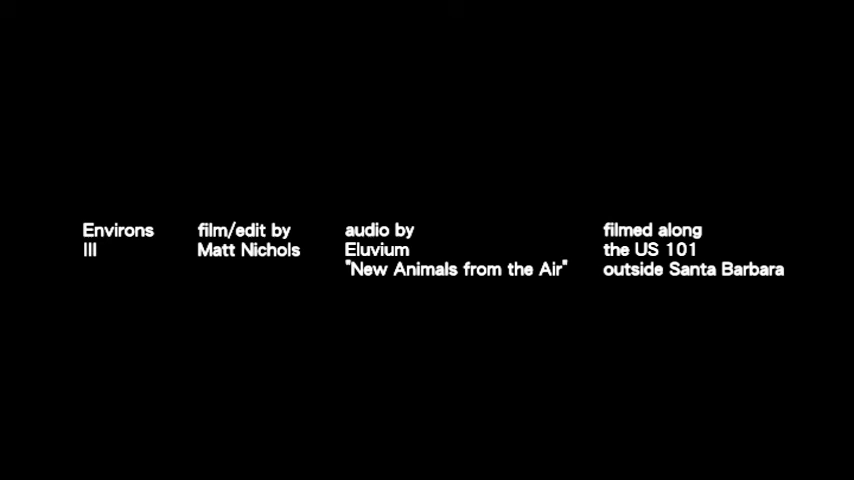 Environs
III
film/edit by
Matt Nichols
audio by
Eluvium
"New Animals from the Air"
filmed along
the US 101
outside Santa Barbara